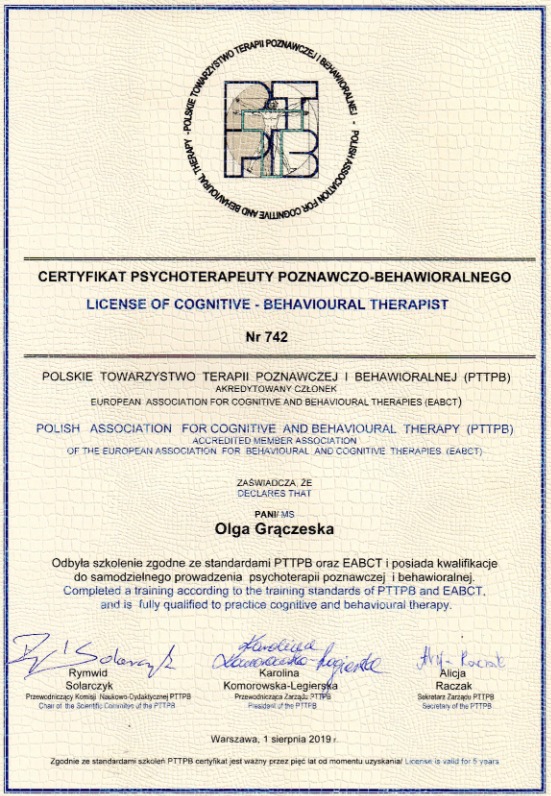 POLSKIE TOWARZYSTWO TERAPII POZNAWCZEJ I BEHAWIORALNEJ - POLISH ASSOCIATION FOR COGNITIVE AND BEHAVIOURAL THERAPY -
PT
PB
CERTYFIKAT PSYCHOTERAPEUTY POZNAWCZO-BEHAWIORALNEGO
LICENSE OF COGNITIVE - BEHAVIOURAL THERAPIST
Nr 742
POLSKIE TOWARZYSTWO TERAPII POZNAWCZEJ I BEHAWIORALNEJ (PTTPB)
AKREDYTOWANY CZŁONEK
EUROPEAN ASSOCIATION FOR COGNITIVE AND BEHAVIOURAL THERAPIES (EABCT)
POLISH ASSOCIATION FOR COGNITIVE AND BEHAVIOURAL THERAPY (PTTPB)
ACCREDITED MEMBER ASSOCIATION
OF THE EUROPEAN ASSOCIATION FOR BEHAVIOURAL AND COGNITIVE THERAPIES (EABCT)
ZAŚWIADCZA, ŻE
DECLARES THAT
PANI/ MS
Olga Grączeska
Odbyła szkolenie zgodne ze standardami PTTPB oraz EABCT i posiada kwalifikacje
do samodzielnego prowadzenia psychoterapii poznawczej i behawioralnej.
Completed a training according to the training standards of PTTPB and EABCT,
and is fully qualified to practice cognitive and behavioural therapy.
Solarczyk
Karolina
Komorowska-Legierska
Raczak
Rymwid
Solarczyk
Przewodniczący Komisji Naukowo-Dydaktycznej PTTPB
Chair of the Scientific Commitee of the PTTPB
Karolina
Komorowska-Legierska
Przewodnicząca Zarządu PTTPB
President of the PTTPB
Alicja
Raczak
Sekretarz Zarządu PTTPB
Secretary of the PTTPB
Warszawa, 1 sierpnia 2019 r.
Zgodnie ze standardami szkoleń PTTPB certyfikat jest ważny przez pięć lat od momentu uzyskania/ License is valid for 5 years